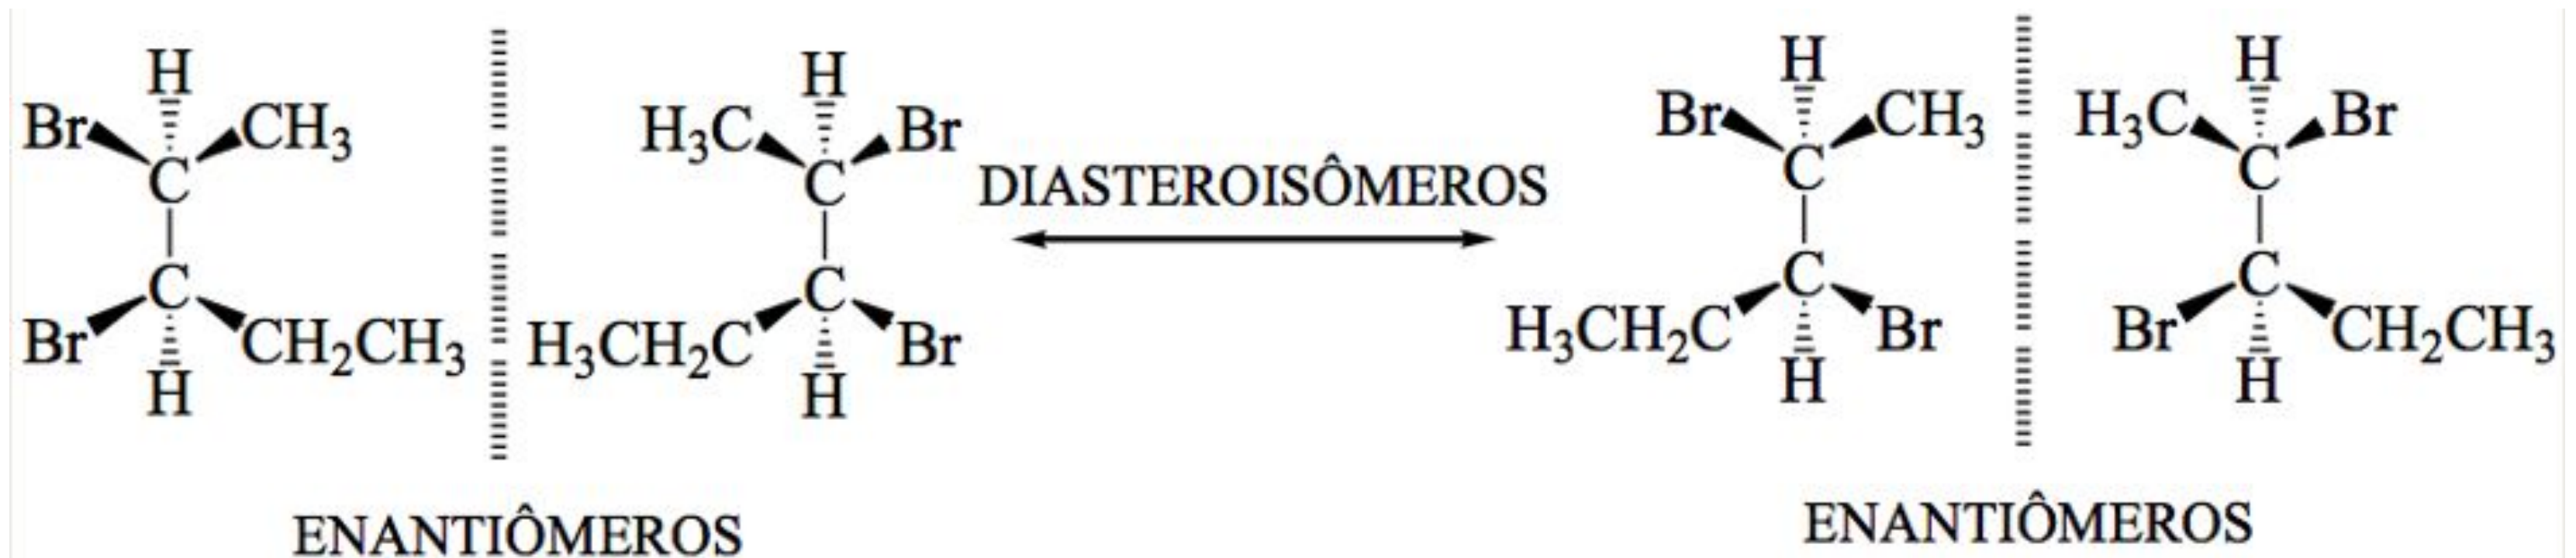 H H H H
Br CH₃ H₃C Br DIASTEROISÔMEROS Br CH₃ H₃C Br
C C C C
C C C C
Br CH₂CH₃ H₃CH₂C Br H₃CH₂C Br Br CH₂CH₃
H H H H
ENANTIÔMEROS ENANTIÔMEROS